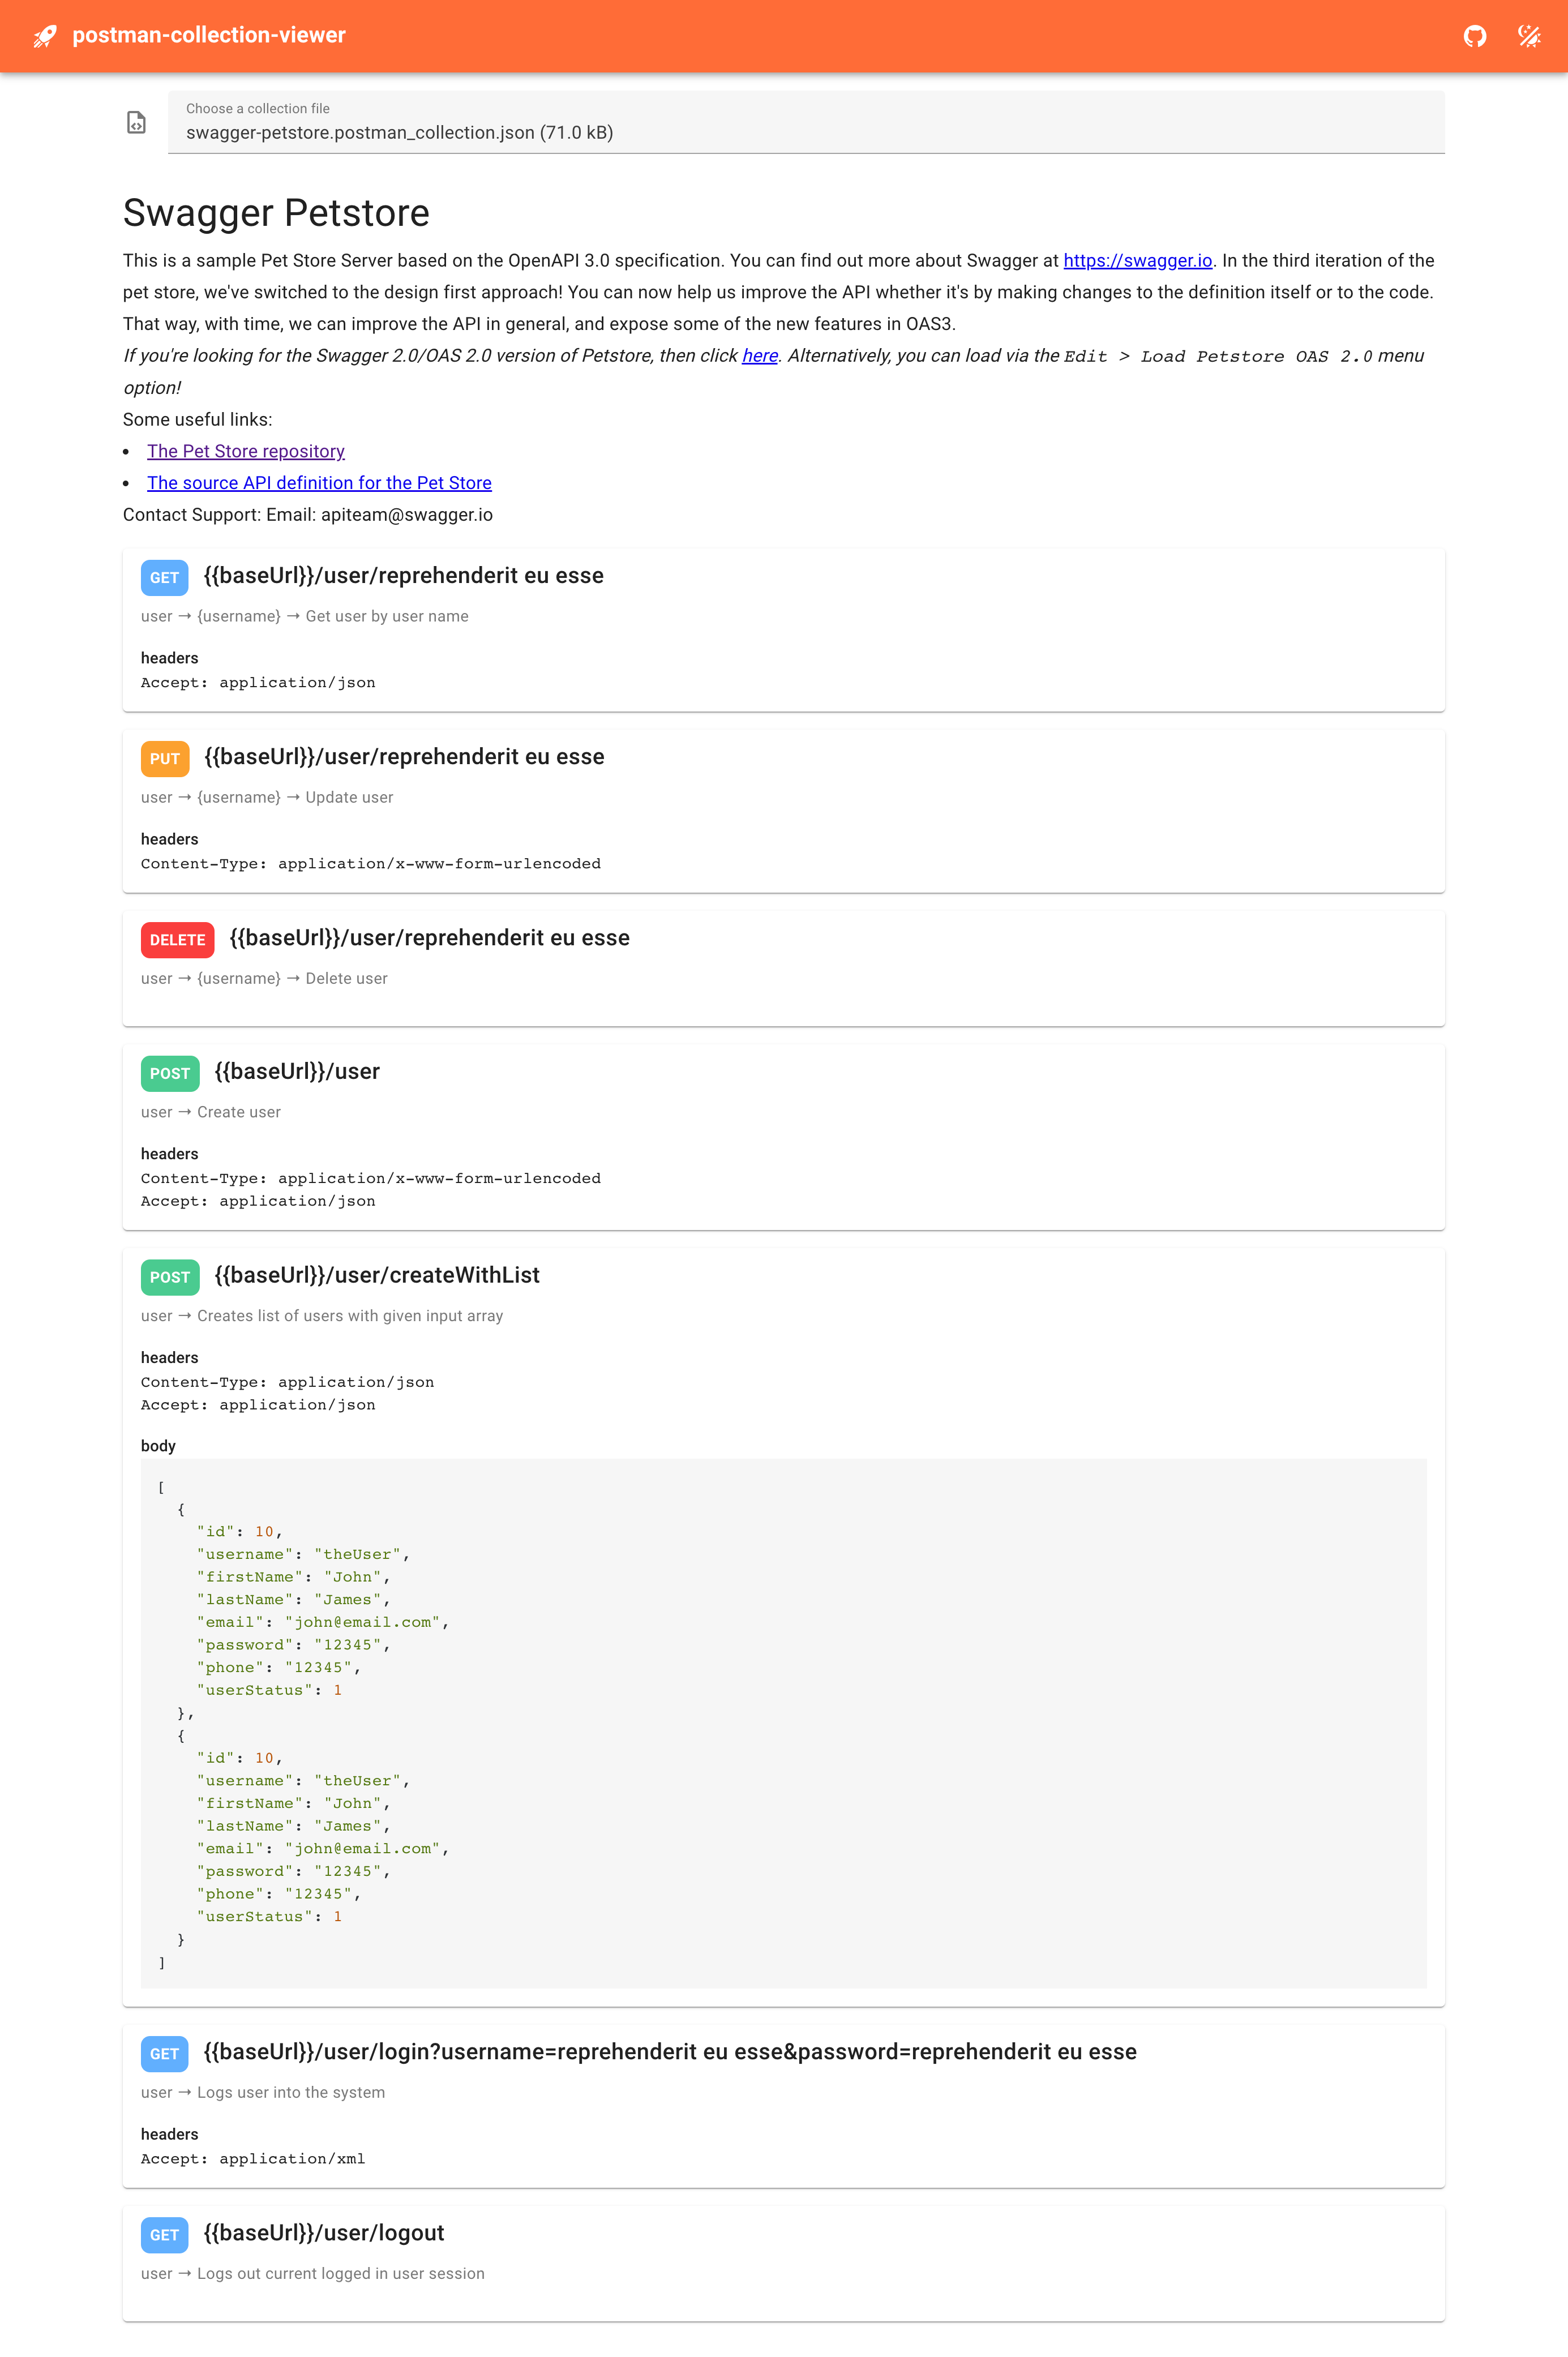 postman-collection-viewer
Choose a collection file
swagger-petstore.postman_collection.json (71.0 kB)
Swagger Petstore
This is a sample Pet Store Server based on the OpenAPI 3.0 specification. You can find out more about Swagger at https://swagger.io. In the third iteration of the
pet store, we've switched to the design first approach! You can now help us improve the API whether it's by making changes to the definition itself or to the code.
That way, with time, we can improve the API in general, and expose some of the new features in OAS3.
If you're looking for the Swagger 2.0/OAS 2.0 version of Petstore, then click here. Alternatively, you can load via the Edit > Load Petstore OAS 2.0 menu
option!
Some useful links:
• The Pet Store repository
• The source API definition for the Pet Store
Contact Support: Email: apiteam@swagger.io
GET {{baseUrl}}/user/reprehenderit eu esse
user → {username} → Get user by user name
headers
Accept: application/json
PUT {{baseUrl}}/user/reprehenderit eu esse
user → {username} → Update user
headers
Content-Type: application/x-www-form-urlencoded
DELETE {{baseUrl}}/user/reprehenderit eu esse
user → {username} → Delete user
POST {{baseUrl}}/user
user → Create user
headers
Content-Type: application/x-www-form-urlencoded
Accept: application/json
POST {{baseUrl}}/user/createWithList
user → Creates list of users with given input array
headers
Content-Type: application/json
Accept: application/json
body
[
  {
    "id": 10,
    "username": "theUser",
    "firstName": "John",
    "lastName": "James",
    "email": "john@email.com",
    "password": "12345",
    "phone": "12345",
    "userStatus": 1
  },
  {
    "id": 10,
    "username": "theUser",
    "firstName": "John",
    "lastName": "James",
    "email": "john@email.com",
    "password": "12345",
    "phone": "12345",
    "userStatus": 1
  }
]
GET {{baseUrl}}/user/login?username=reprehenderit eu esse&password=reprehenderit eu esse
user → Logs user into the system
headers
Accept: application/xml
GET {{baseUrl}}/user/logout
user → Logs out current logged in user session